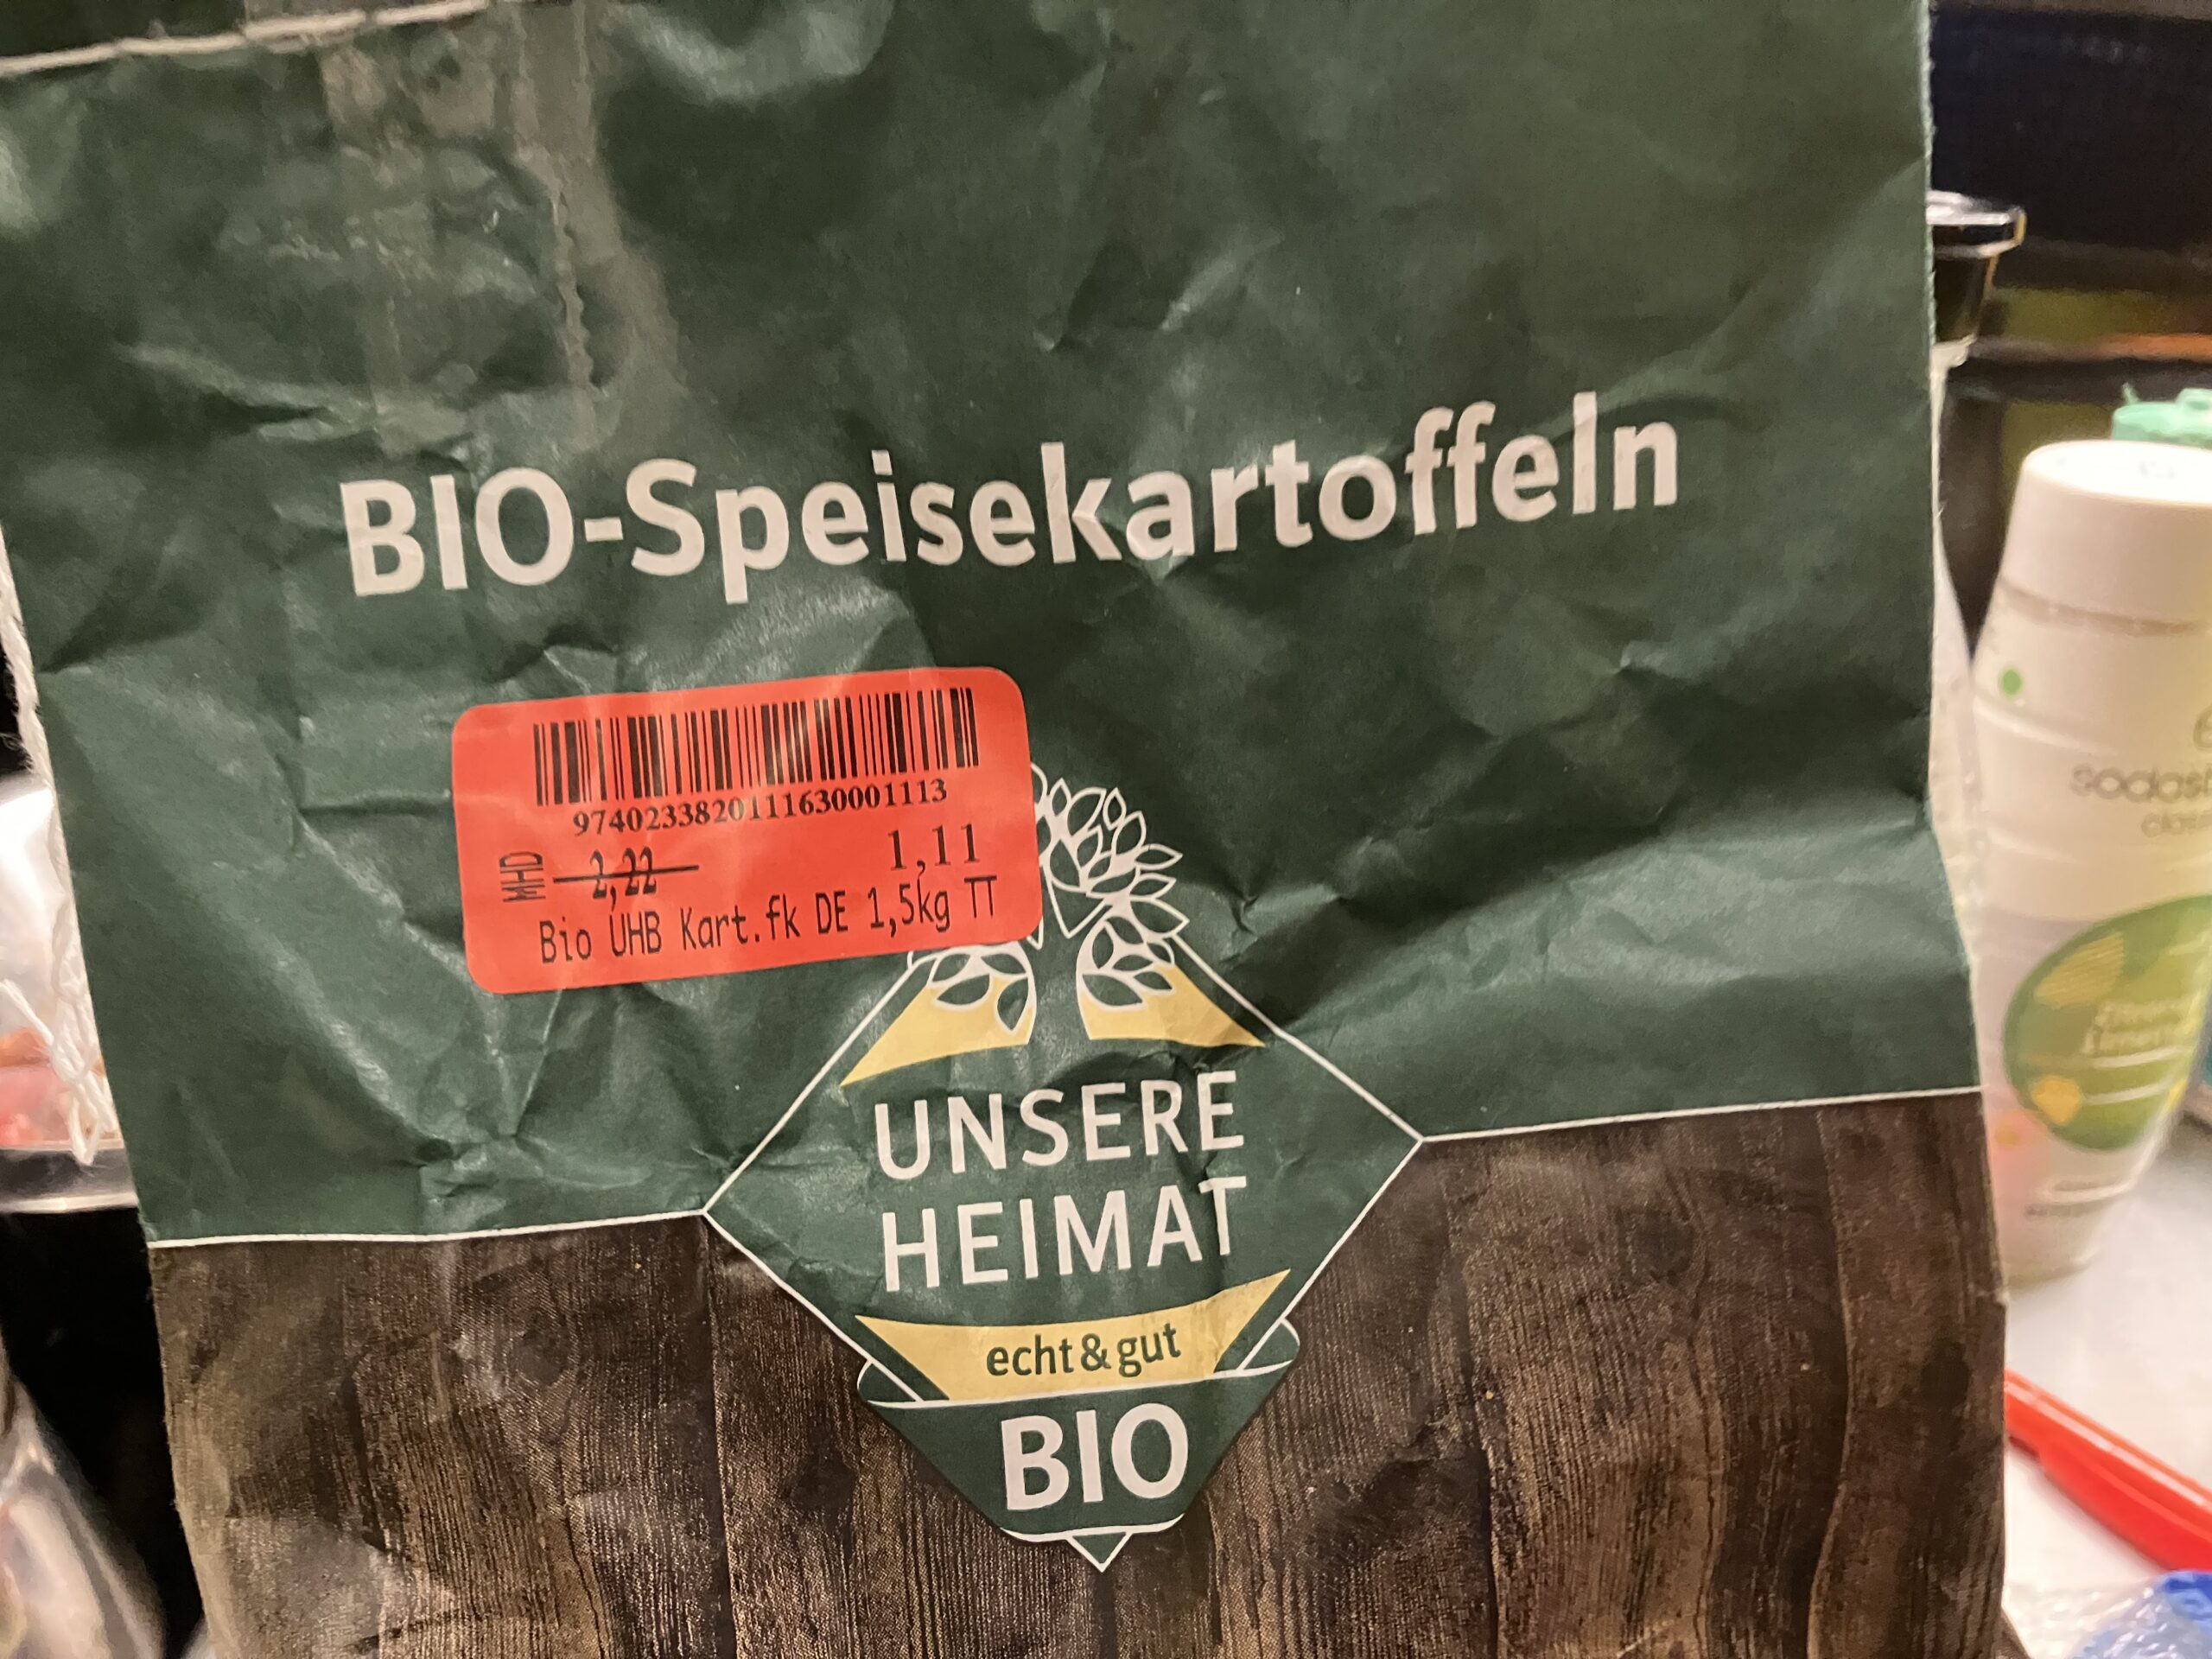 BIO-Speisekartoffeln
9740233820111630001113
MHD 2,22 1,11
Bio UHB Kart.fk DE 1,5kg TT
UNSERE
HEIMAT
echt & gut
BIO